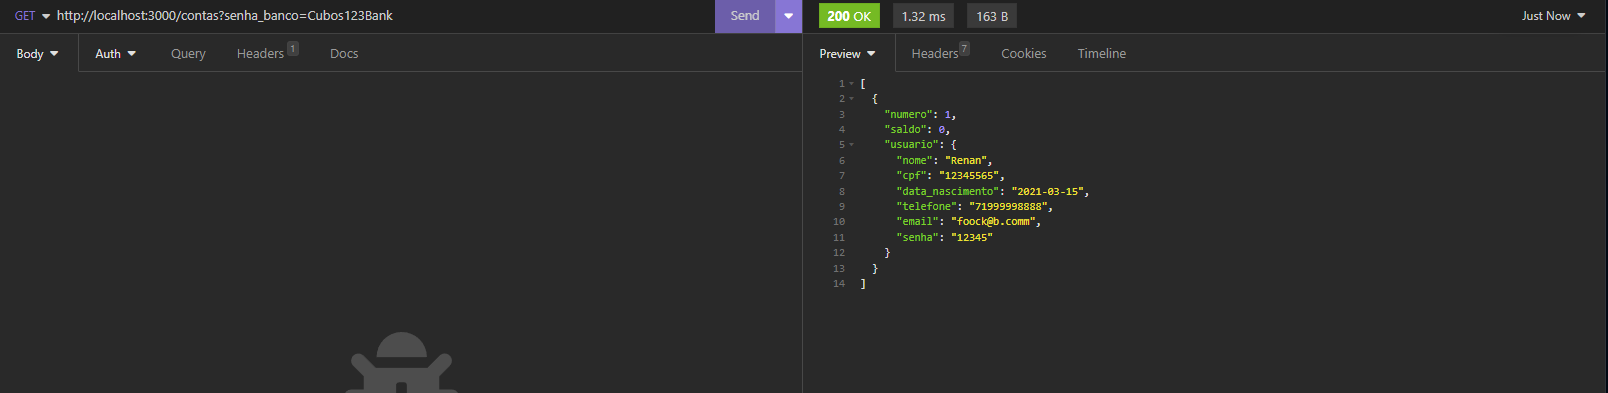 GET http://localhost:3000/contas?senha_banco=Cubos123Bank Send 200 OK 1.32 ms 163 B Just Now
Body Auth Query Headers 1 Docs Preview Headers 7 Cookies Timeline
1 [
2 {
3 "numero": 1,
4 "saldo": 0,
5 "usuario": {
6 "nome": "Renan",
7 "cpf": "12345565",
8 "data_nascimento": "2021-03-15",
9 "telefone": "71999998888",
10 "email": "foock@b.comm",
11 "senha": "12345"
12 }
13 }
14 ]